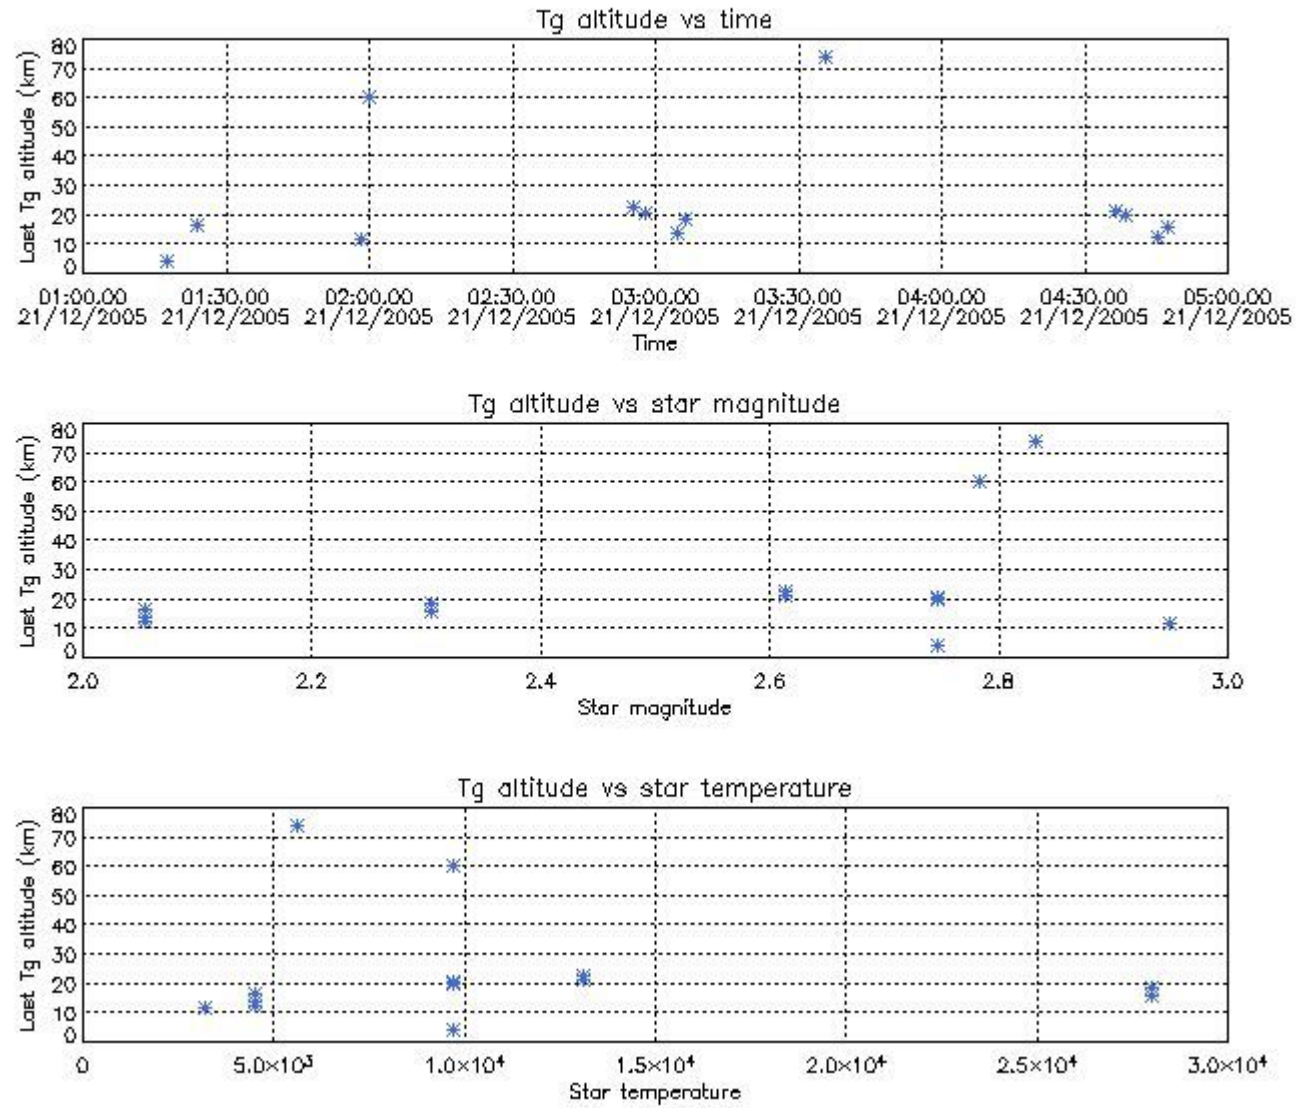 Tg altitude vs time
Last Tg altitude (km)
80
70
60
50
40
30
20
10
0
01:00.00 01:30.00 02:00.00 02:30.00 03:00.00 03:30.00 04:00.00 04:30.00 05:00.00
21/12/2005 21/12/2005 21/12/2005 21/12/2005 21/12/2005 21/12/2005 21/12/2005 21/12/2005 21/12/2005
Time
Tg altitude vs star magnitude
Last Tg altitude (km)
80
70
60
50
40
30
20
10
0
2.0 2.2 2.4 2.6 2.8 3.0
Star magnitude
Tg altitude vs star temperature
Last Tg altitude (km)
80
70
60
50
40
30
20
10
0
0 5.0×10³ 1.0×10⁴ 1.5×10⁴ 2.0×10⁴ 2.5×10⁴ 3.0×10⁴
Star temperature